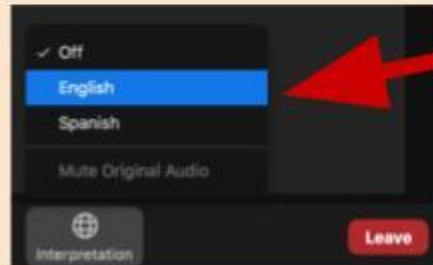 ✓ Off
English
Spanish
Mute Original Audio
Interpretation
Leave